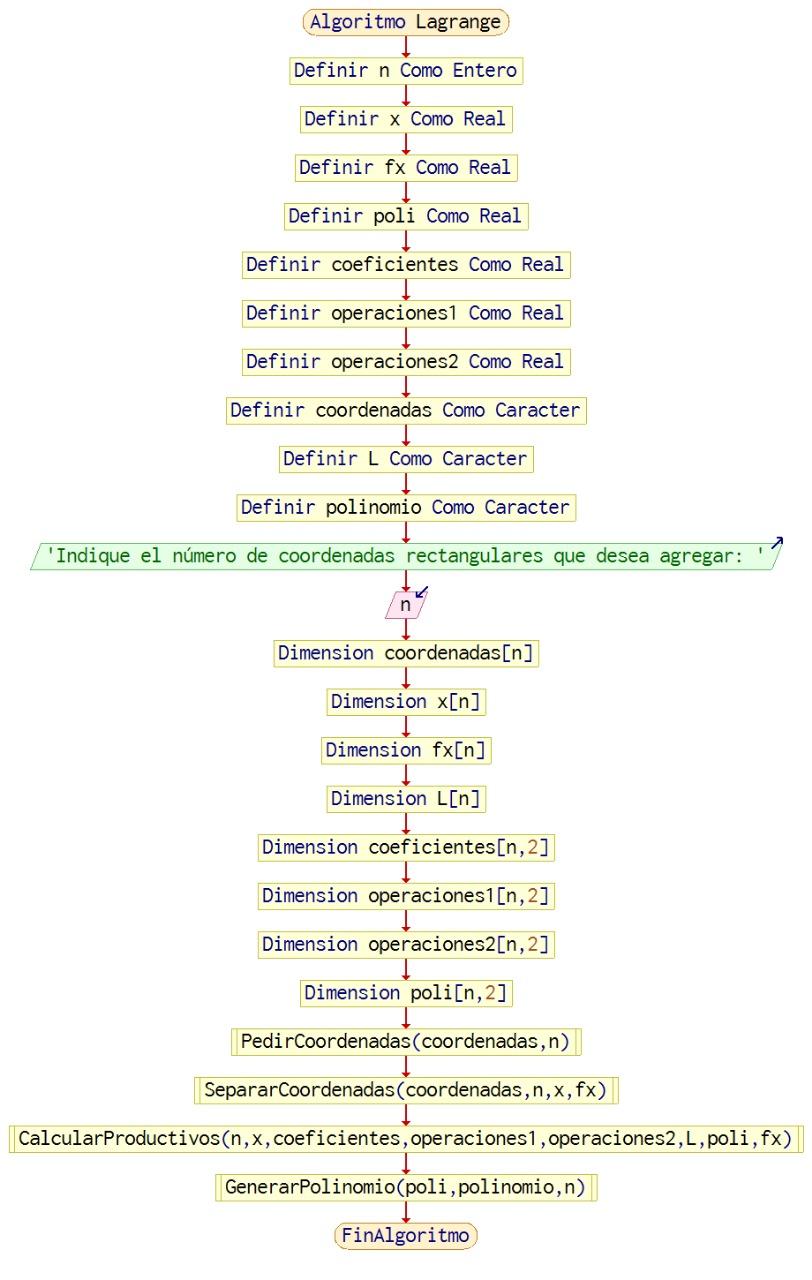 Algoritmo Lagrange
Definir n Como Entero
Definir x Como Real
Definir fx Como Real
Definir poli Como Real
Definir coeficientes Como Real
Definir operaciones1 Como Real
Definir operaciones2 Como Real
Definir coordenadas Como Caracter
Definir L Como Caracter
Definir polinomio Como Caracter
'Indique el número de coordenadas rectangulares que desea agregar: '
n
Dimension coordenadas[n]
Dimension x[n]
Dimension fx[n]
Dimension L[n]
Dimension coeficientes[n,2]
Dimension operaciones1[n,2]
Dimension operaciones2[n,2]
Dimension poli[n,2]
PedirCoordenadas(coordenadas,n)
SepararCoordenadas(coordenadas,n,x,fx)
CalcularProductivos(n,x,coeficientes,operaciones1,operaciones2,L,poli,fx)
GenerarPolinomio(poli,polinomio,n)
FinAlgoritmo